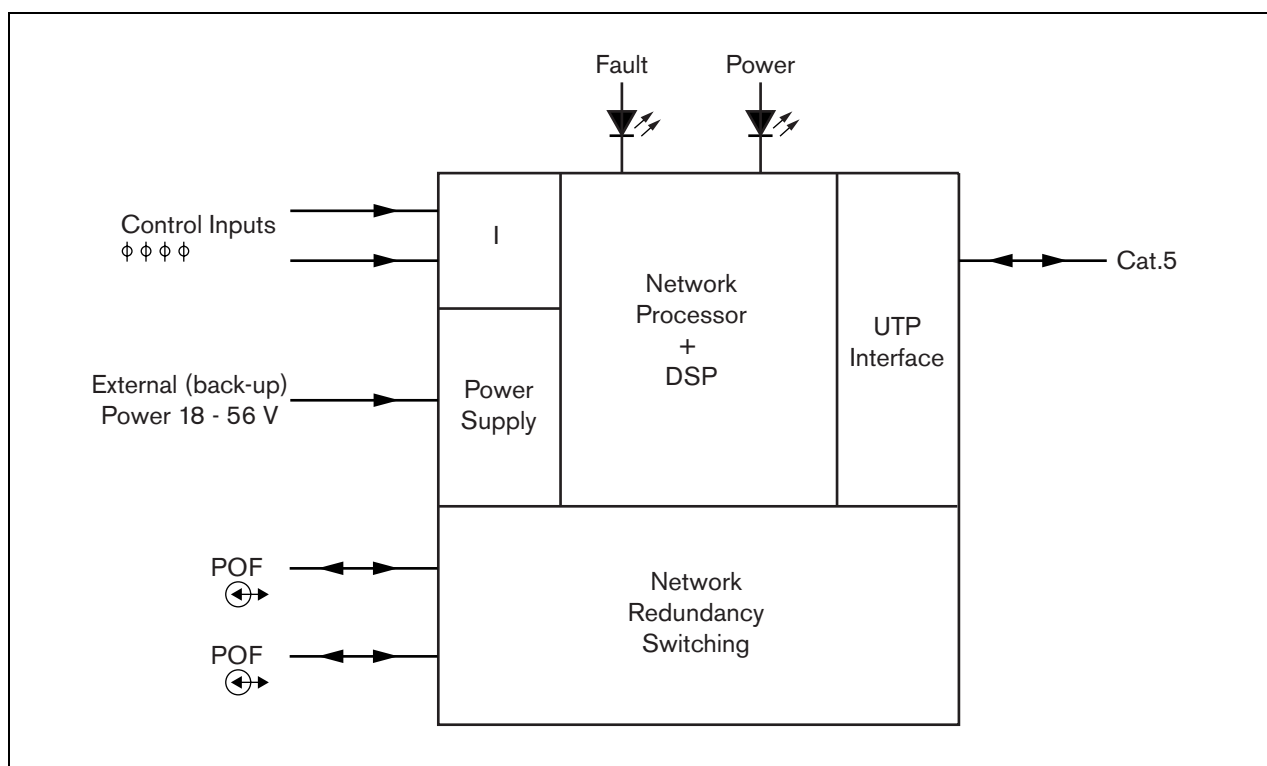 Fault
Power
Control Inputs
I
Network
Processor
+
DSP
UTP
Interface
Cat.5
External (back-up)
Power 18 - 56 V
Power
Supply
POF
POF
Network
Redundancy
Switching